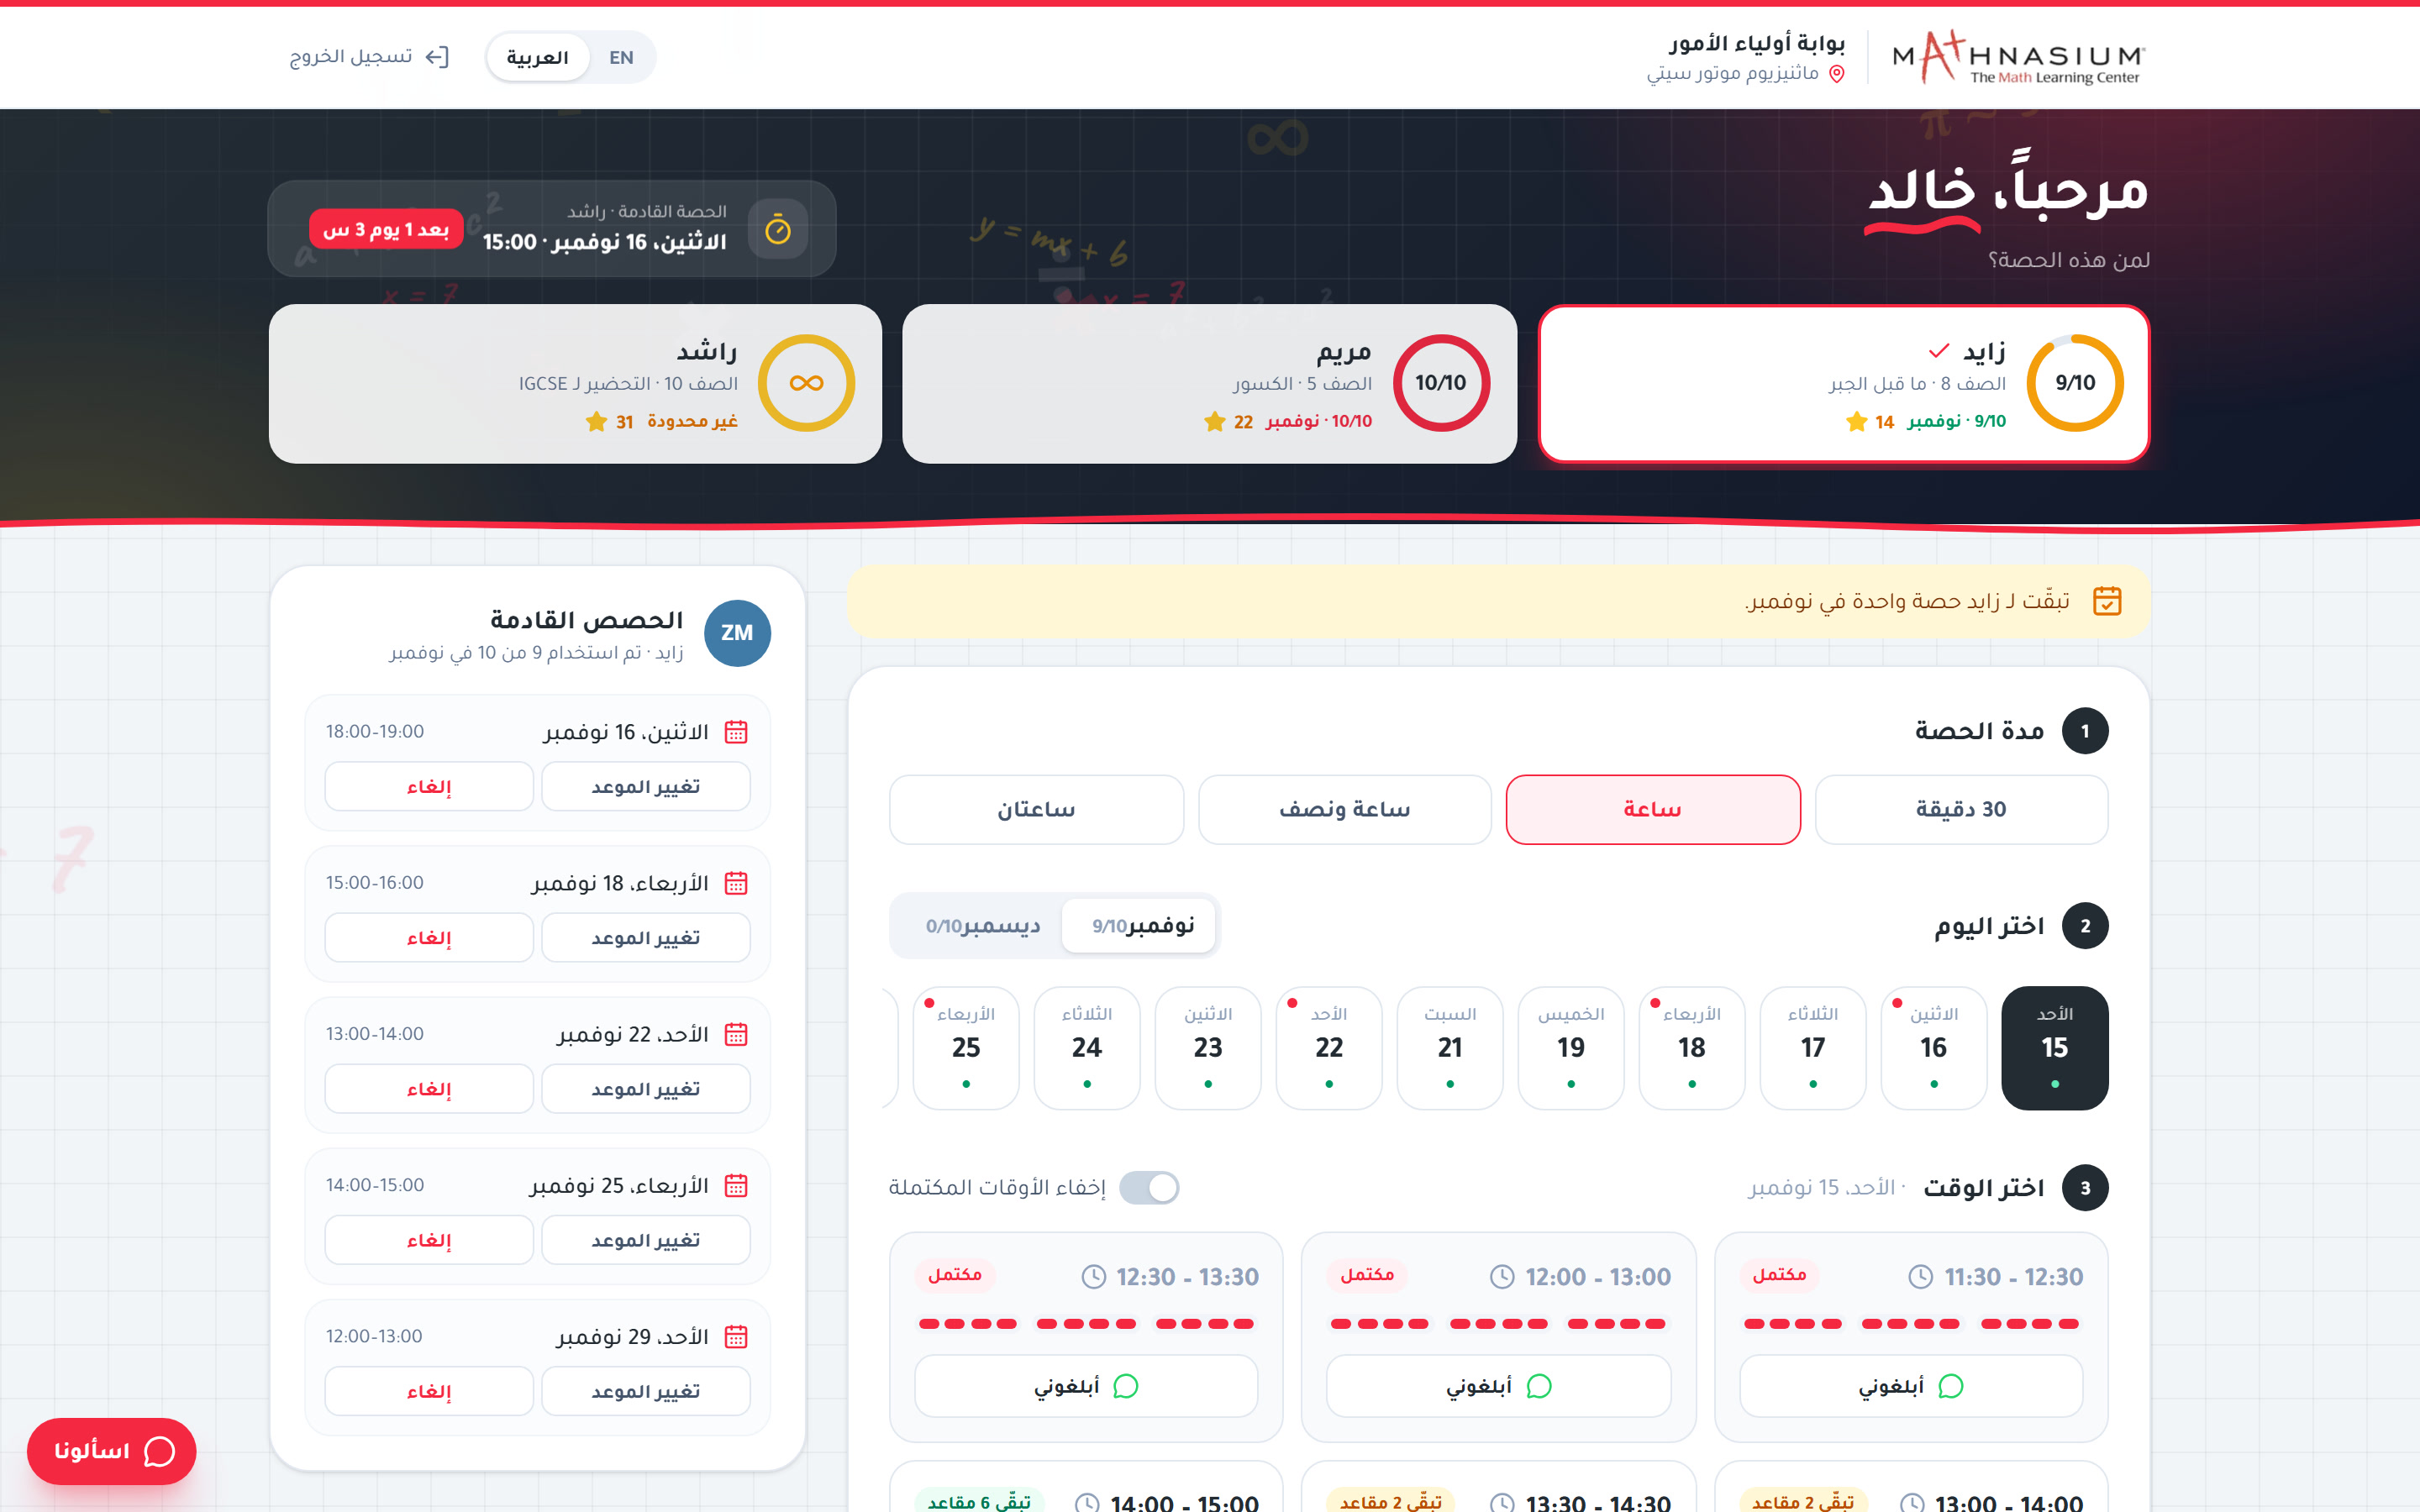 MATHNASIUM
The Math Learning Center
بوابة أولياء الأمور
ماثنيزيوم موتور سيتي
EN
العربية
تسجيل الخروج
مرحباً، خالد
لمن هذه الحصة؟
الحصة القادمة · راشد
الاثنين، 16 نوفمبر · 15:00
بعد 1 يوم 3 س
y = mx + b
x = 7
9/10
زايد
الصف 8 · ما قبل الجبر
9/10 · نوفمبر
14
10/10
مريم
الصف 5 · الكسور
10/10 · نوفمبر
22
∞
راشد
الصف 10 · التحضير لـ IGCSE
غير محدودة
31
تبقّت لـ زايد حصة واحدة في نوفمبر.
1 مدة الحصة
30 دقيقة
ساعة
ساعة ونصف
ساعتان
2 اختر اليوم
نوفمبر 9/10
ديسمبر 0/10
الأحد 15
الاثنين 16
الثلاثاء 17
الأربعاء 18
الخميس 19
السبت 21
الأحد 22
الاثنين 23
الثلاثاء 24
الأربعاء 25
3 اختر الوقت · الأحد، 15 نوفمبر
إخفاء الأوقات المكتملة
11:30 - 12:30
مكتمل
أبلغوني
12:00 - 13:00
مكتمل
أبلغوني
12:30 - 13:30
مكتمل
أبلغوني
13:00 - 14:00
تبقّى 2 مقاعد
13:30 - 14:30
تبقّى 2 مقاعد
14:00 - 15:00
تبقّى 6 مقاعد
ZM
الحصص القادمة
زايد · تم استخدام 9 من 10 في نوفمبر
الاثنين، 16 نوفمبر
18:00-19:00
تغيير الموعد
إلغاء
الأربعاء، 18 نوفمبر
15:00-16:00
تغيير الموعد
إلغاء
الأحد، 22 نوفمبر
13:00-14:00
تغيير الموعد
إلغاء
الأربعاء، 25 نوفمبر
14:00-15:00
تغيير الموعد
إلغاء
الأحد، 29 نوفمبر
12:00-13:00
تغيير الموعد
إلغاء
اسألونا